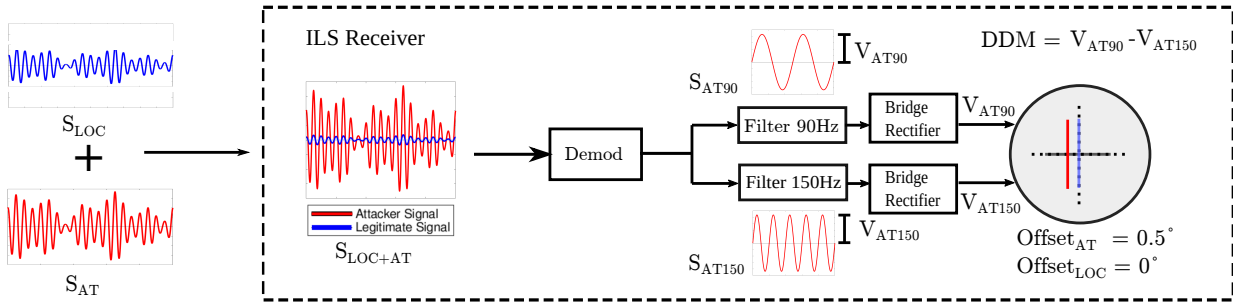 ILS Receiver
DDM = V_AT90 - V_AT150
S_LOC
+
S_AT
Attacker Signal
Legitimate Signal
S_LOC+AT
Demod
S_AT90
V_AT90
Filter 90Hz
Bridge Rectifier
V_AT90
Filter 150Hz
Bridge Rectifier
V_AT150
S_AT150
V_AT150
Offset_AT = 0.5°
Offset_LOC = 0°